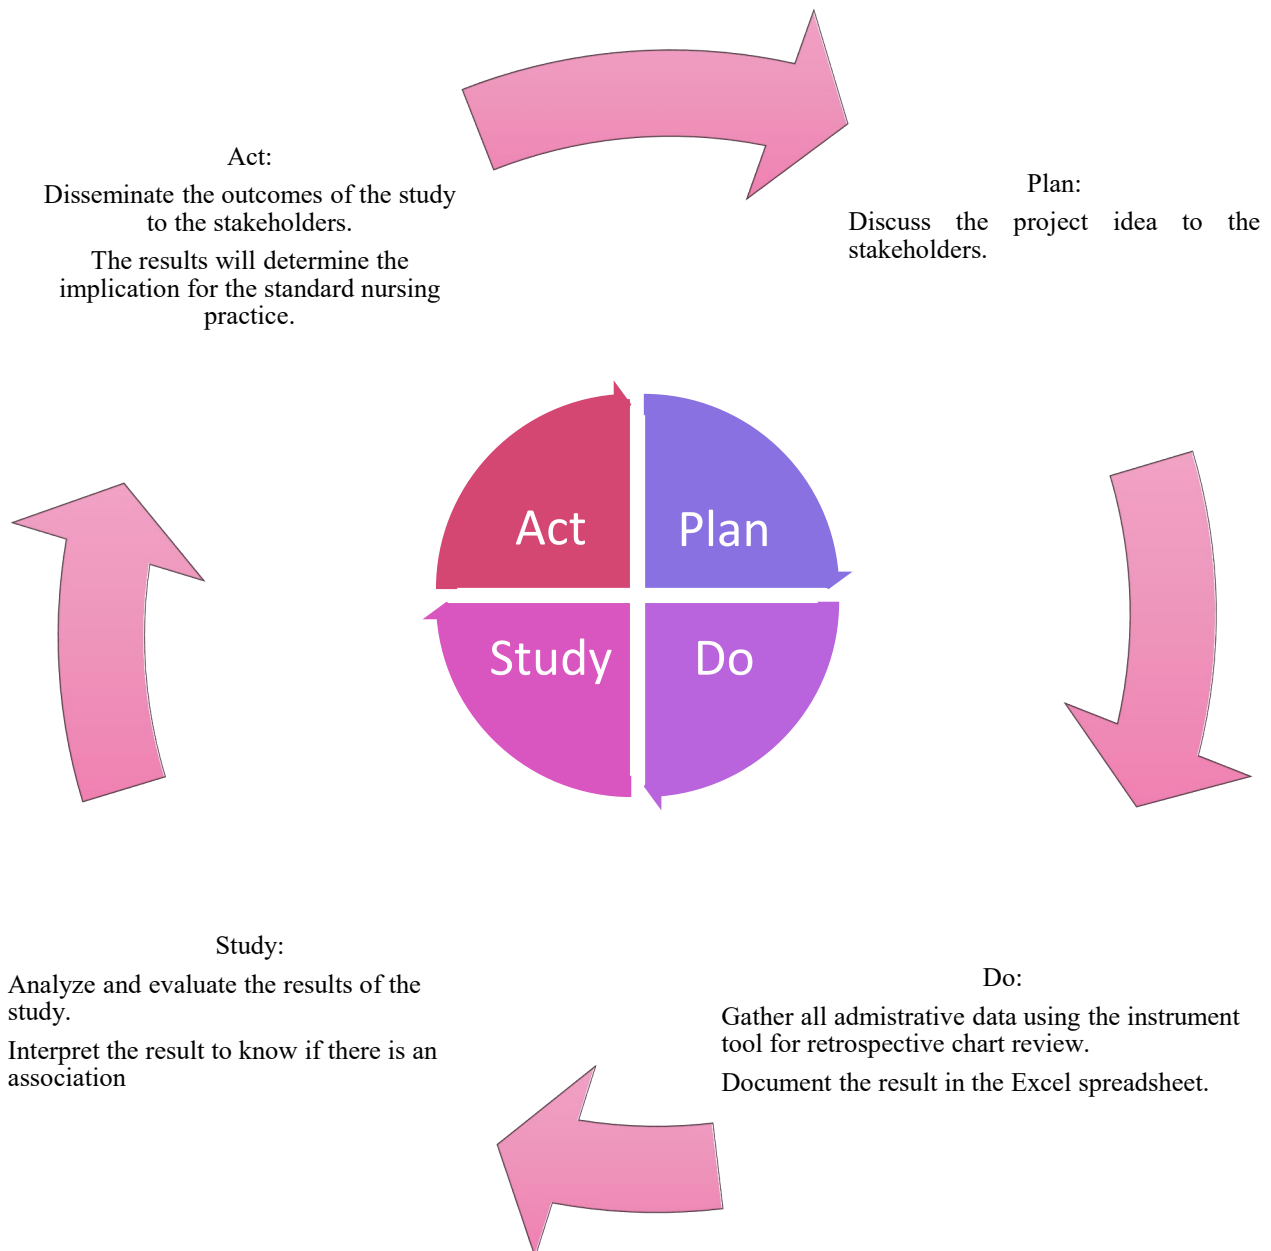 Act:
Disseminate the outcomes of the study
to the stakeholders.
The results will determine the
implication for the standard nursing
practice.
Plan:
Discuss the project idea to the
stakeholders.
Act
Plan
Study
Do
Study:
Analyze and evaluate the results of the
study.
Interpret the result to know if there is an
association
Do:
Gather all admistrative data using the instrument
tool for retrospective chart review.
Document the result in the Excel spreadsheet.